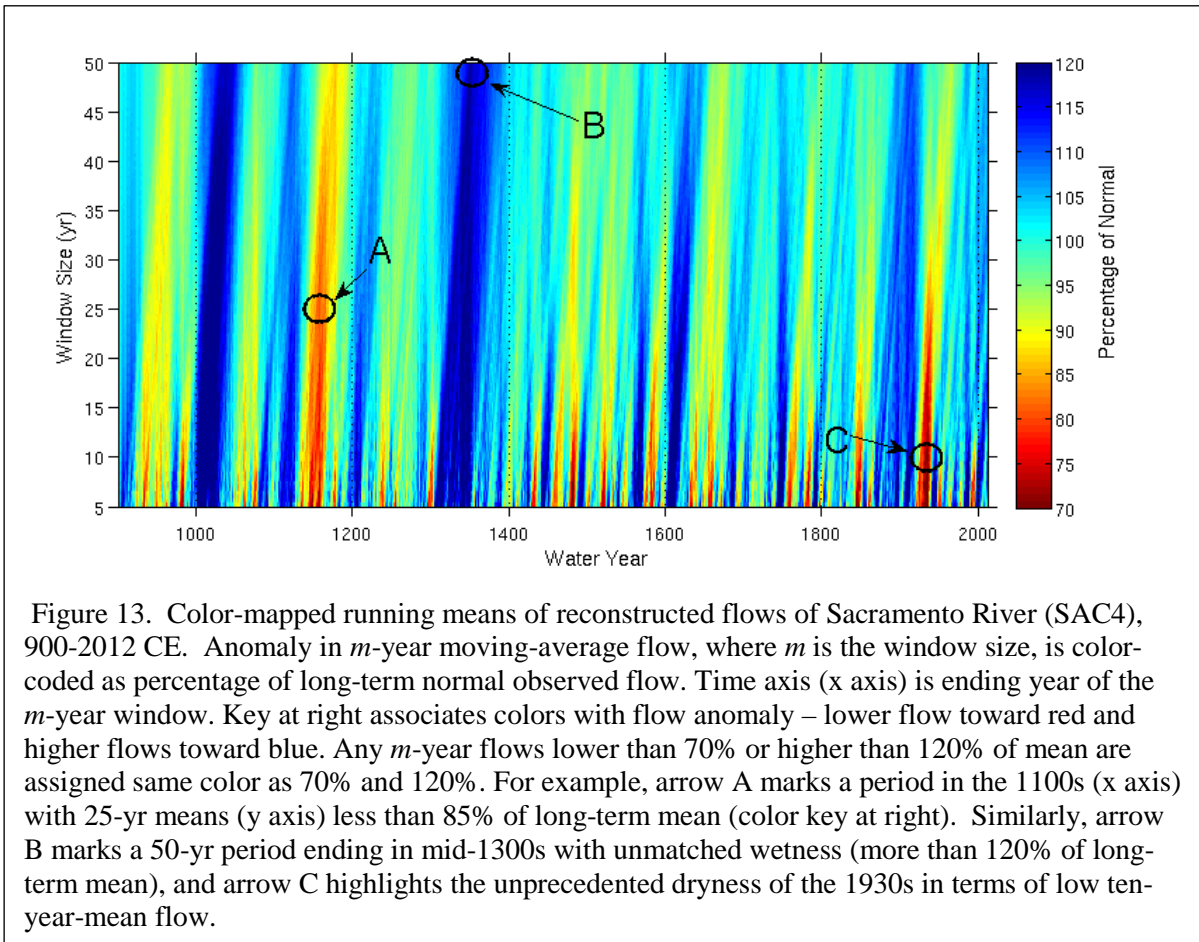 50
45
40
35
30
25
20
15
10
5
Window Size (yr)
1000
1200
1400
1600
1800
2000
Water Year
A
B
C
120
115
110
105
100
95
90
85
80
75
70
Percentage of Normal
Figure 13. Color-mapped running means of reconstructed flows of Sacramento River (SAC4),
900-2012 CE. Anomaly in m-year moving-average flow, where m is the window size, is color-
coded as percentage of long-term normal observed flow. Time axis (x axis) is ending year of the
m-year window. Key at right associates colors with flow anomaly – lower flow toward red and
higher flows toward blue. Any m-year flows lower than 70% or higher than 120% of mean are
assigned same color as 70% and 120%. For example, arrow A marks a period in the 1100s (x axis)
with 25-yr means (y axis) less than 85% of long-term mean (color key at right). Similarly, arrow
B marks a 50-yr period ending in mid-1300s with unmatched wetness (more than 120% of long-
term mean), and arrow C highlights the unprecedented dryness of the 1930s in terms of low ten-
year-mean flow.